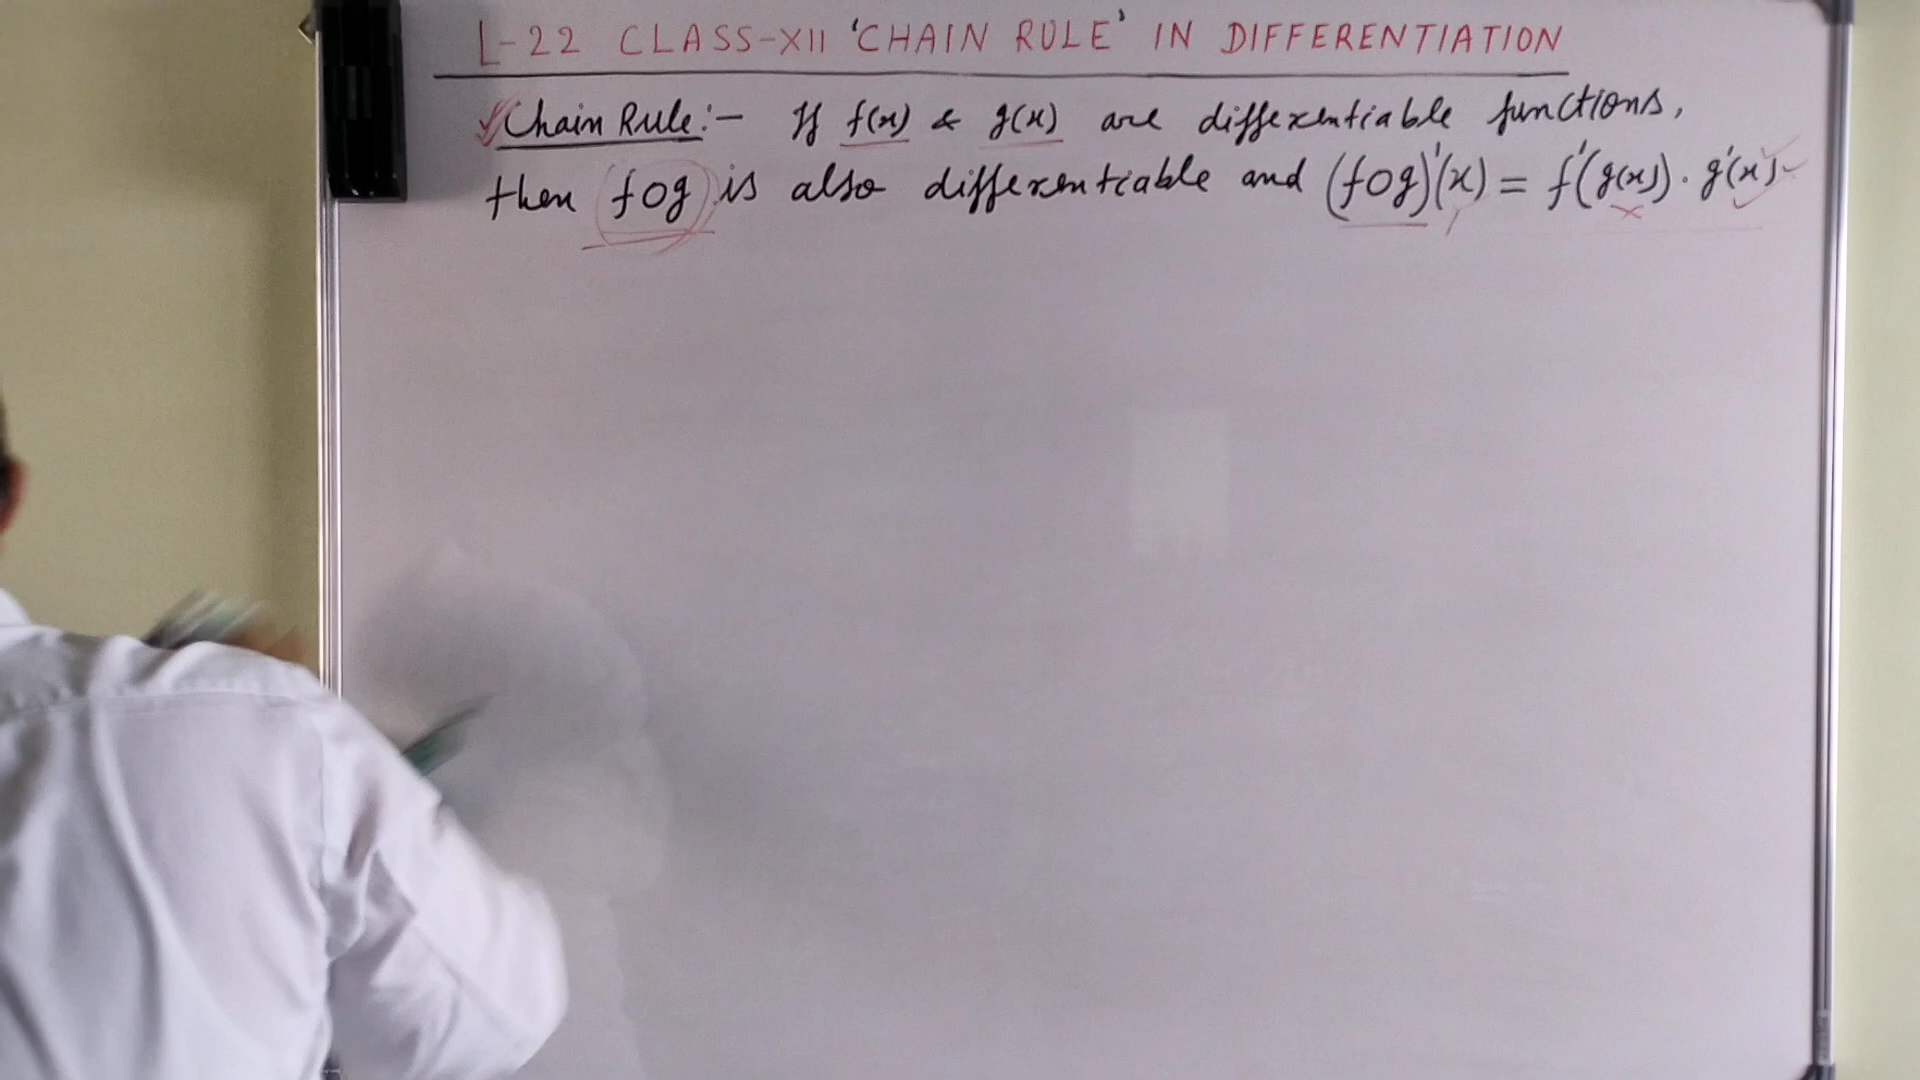 L-22 CLASS-XII 'CHAIN RULE' IN DIFFERENTIATION
Chain Rule:- If f(x) & g(x) are differentiable functions,
then fog is also differentiable and (fog)'(x) = f'(g(x)) . g'(x)